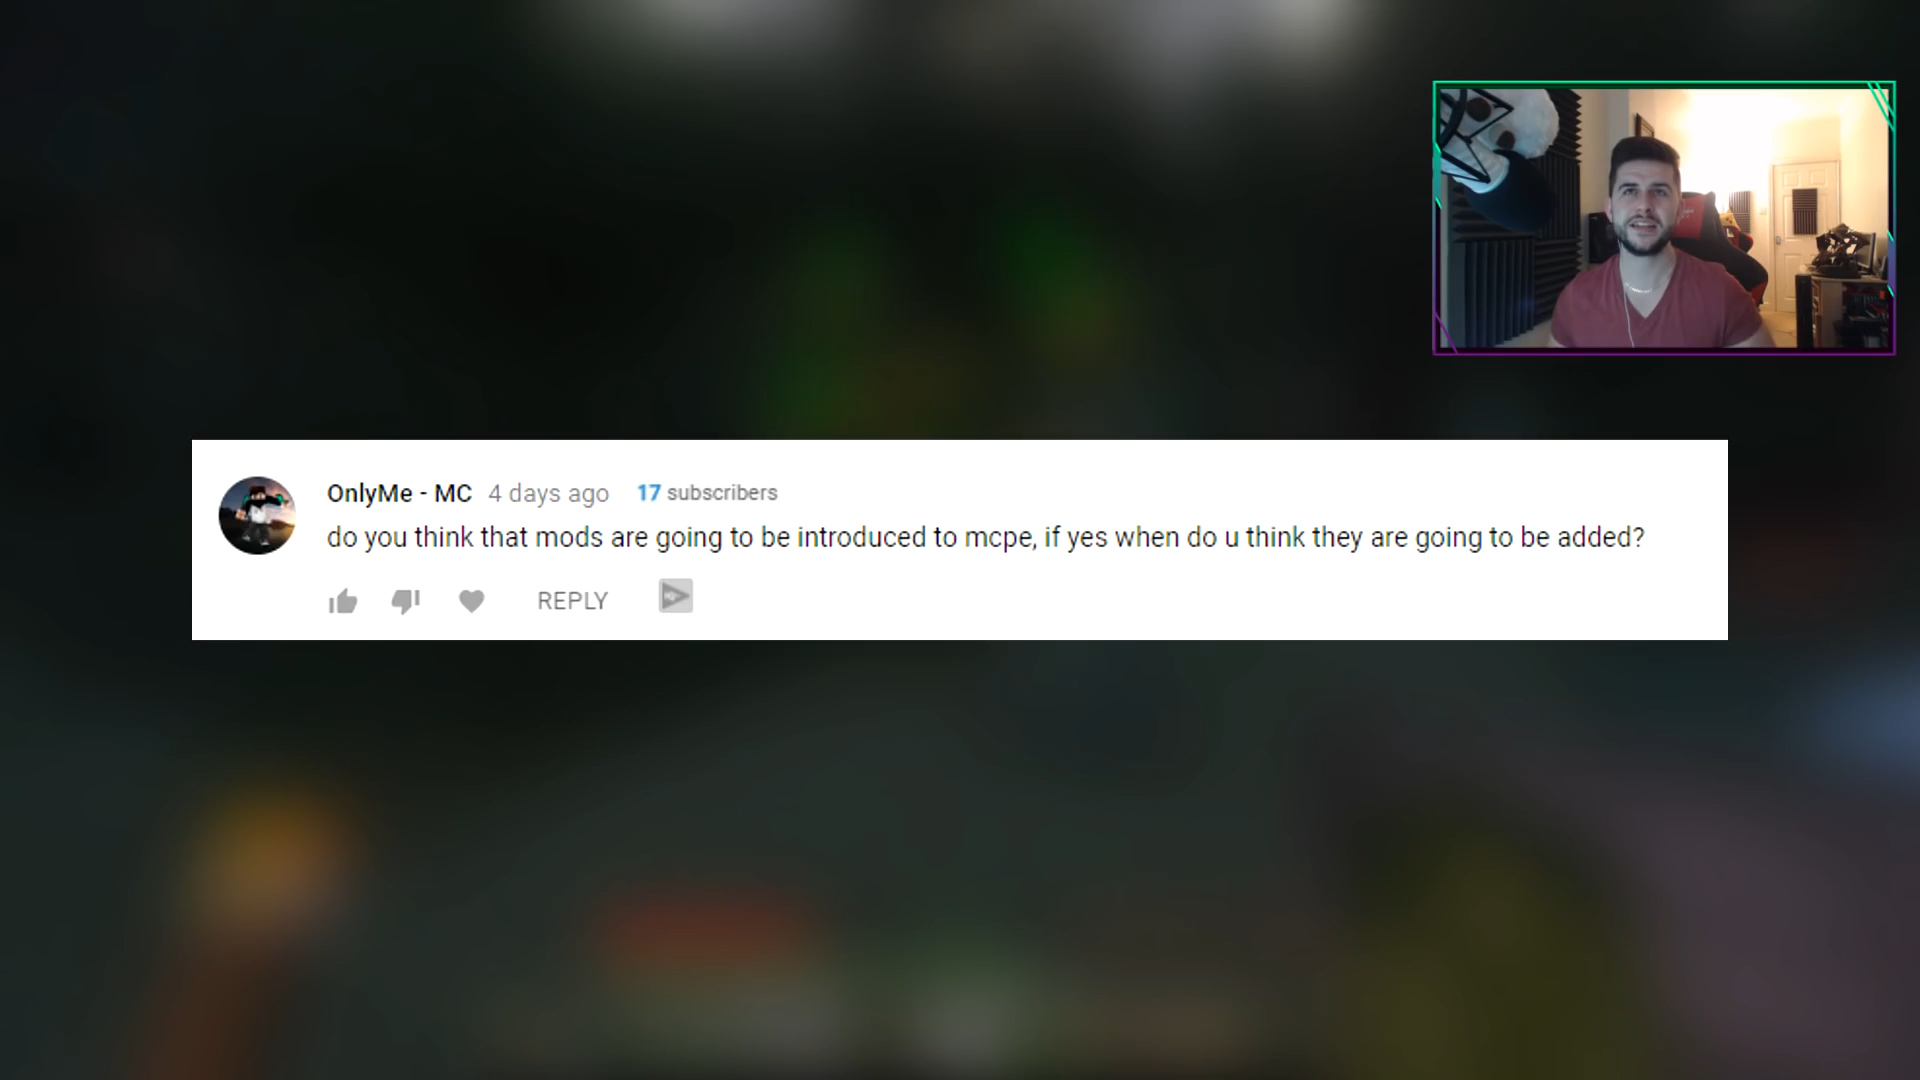 OnlyMe - MC 4 days ago 17 subscribers
do you think that mods are going to be introduced to mcpe, if yes when do u think they are going to be added?
REPLY